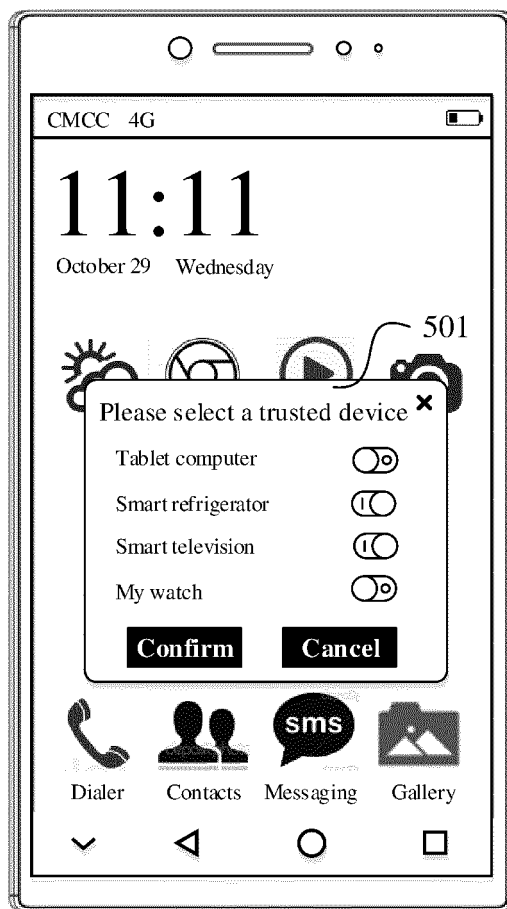 CMCC 4G
11:11
October 29 Wednesday
501
Please select a trusted device
Tablet computer
Smart refrigerator
Smart television
My watch
Confirm Cancel
sms
Dialer Contacts Messaging Gallery